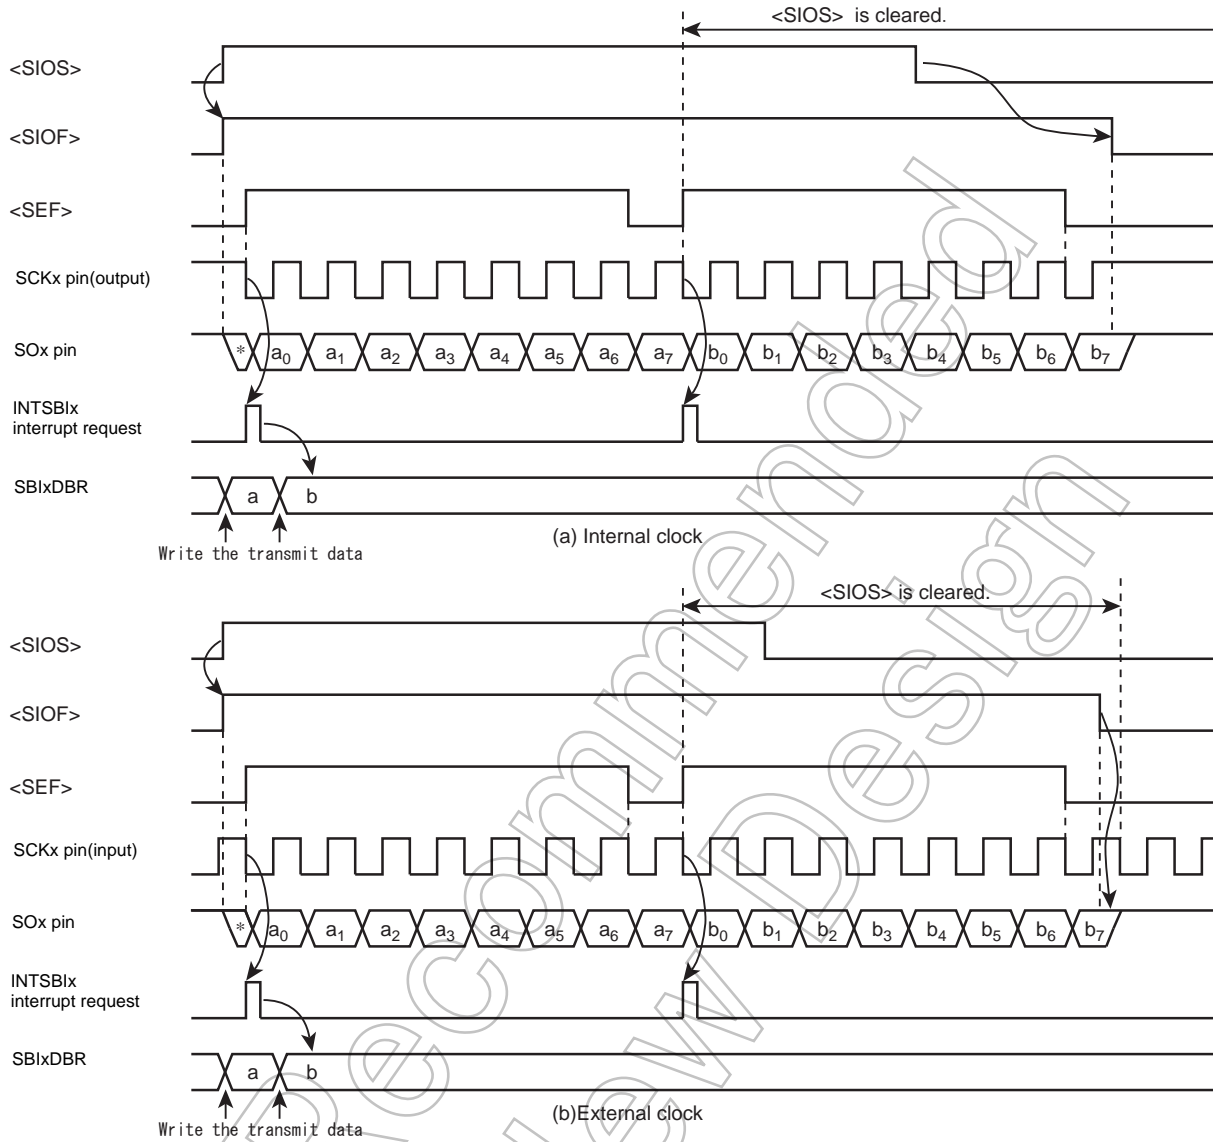 <SIOS> is cleared.
<SIOS>
<SIOF>
<SEF>
SCKx pin(output)
SOx pin * a0 a1 a2 a3 a4 a5 a6 a7 b0 b1 b2 b3 b4 b5 b6 b7
INTSBIx
interrupt request
SBIxDBR a b
(a) Internal clock
Write the transmit data
<SIOS> is cleared.
<SIOS>
<SIOF>
<SEF>
SCKx pin(input)
SOx pin * a0 a1 a2 a3 a4 a5 a6 a7 b0 b1 b2 b3 b4 b5 b6 b7
INTSBIx
interrupt request
SBIxDBR a b
(b)External clock
Write the transmit data
Recommended
New Design